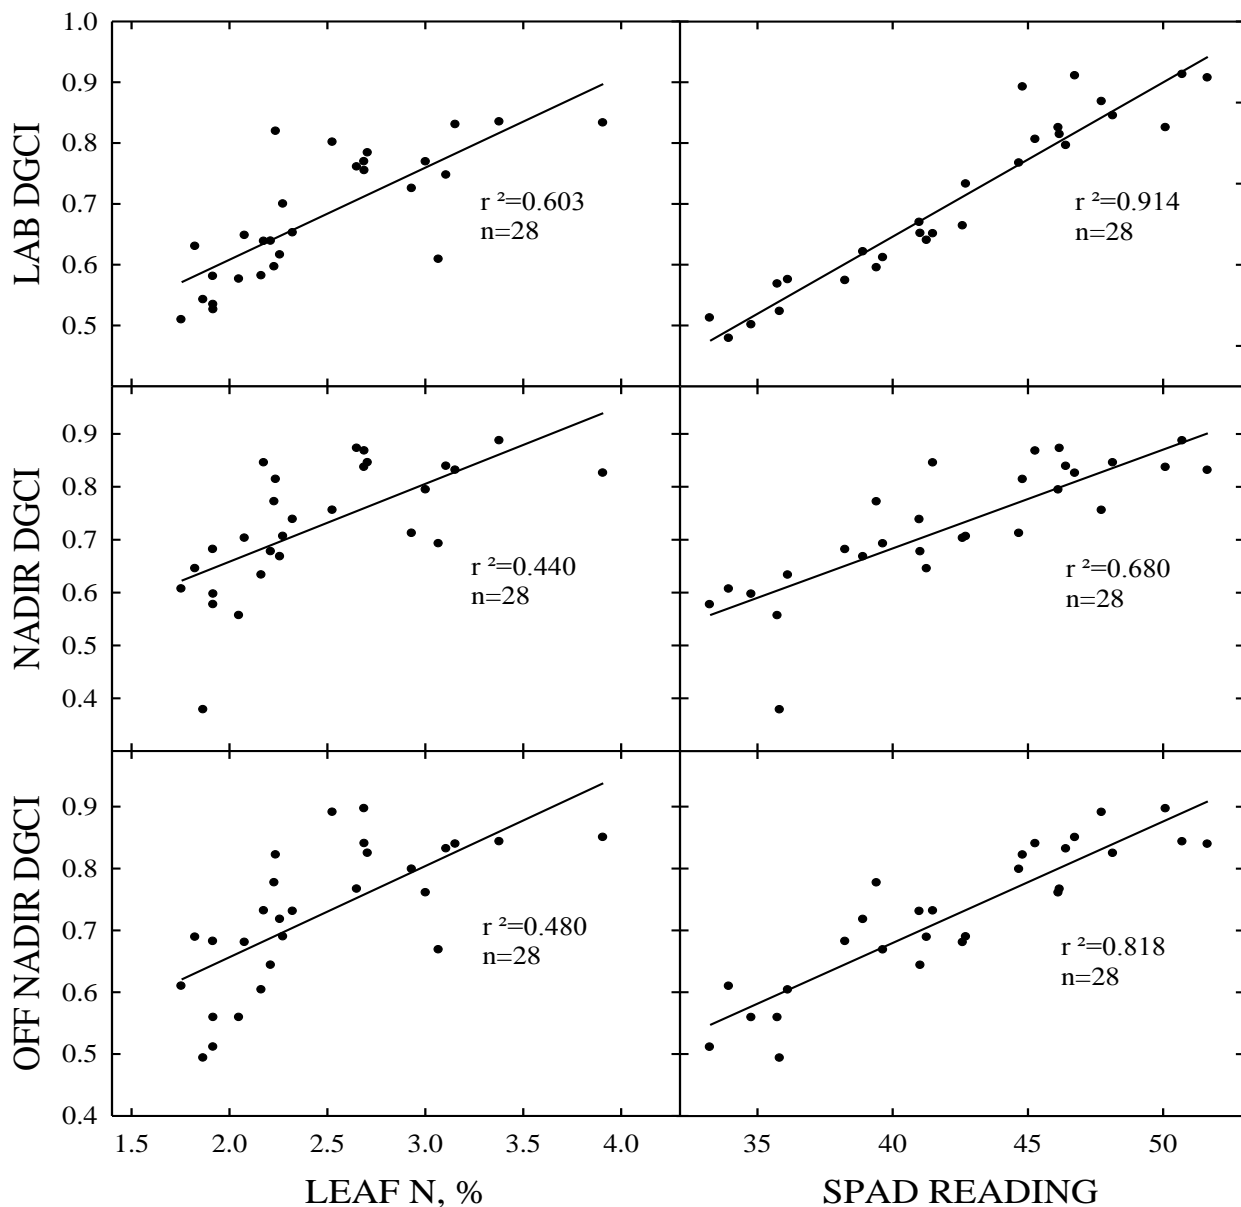 1.0
0.9
0.8
0.7
0.6
0.5
LAB DGCI
r ²=0.603
n=28
r ²=0.914
n=28
0.9
0.8
0.7
0.6
0.5
0.4
NADIR DGCI
r ²=0.440
n=28
r ²=0.680
n=28
0.9
0.8
0.7
0.6
0.5
0.4
OFF NADIR DGCI
r ²=0.480
n=28
r ²=0.818
n=28
1.5 2.0 2.5 3.0 3.5 4.0
35 40 45 50
LEAF N, %
SPAD READING